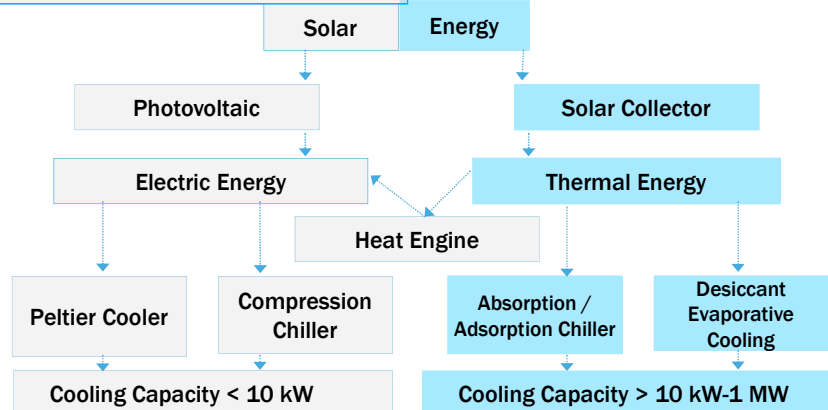 Solar Energy
Photovoltaic
Solar Collector
Electric Energy
Thermal Energy
Heat Engine
Peltier Cooler
Compression
Chiller
Absorption /
Adsorption Chiller
Desiccant
Evaporative
Cooling
Cooling Capacity < 10 kW
Cooling Capacity > 10 kW-1 MW